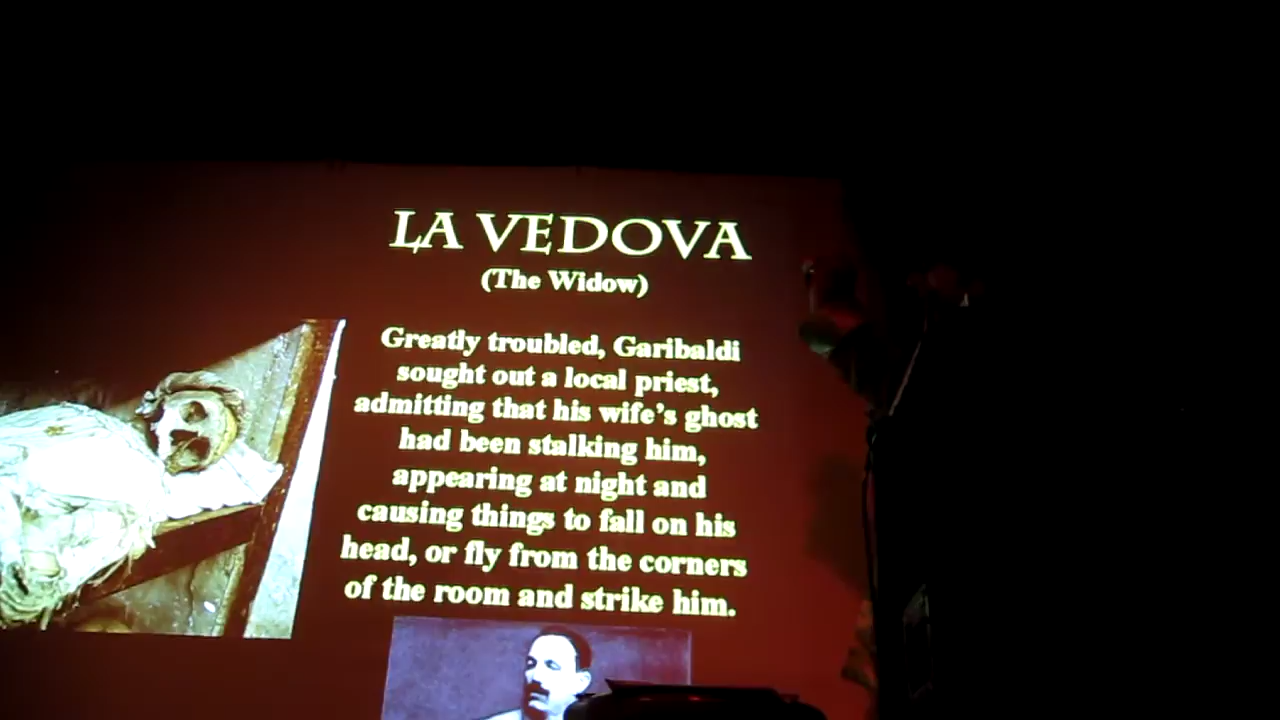 LA VEDOVA
(The Widow)
Greatly troubled, Garibaldi
sought out a local priest,
admitting that his wife's ghost
had been stalking him,
appearing at night and
causing things to fall on his
head, or fly from the corners
of the room and strike him.